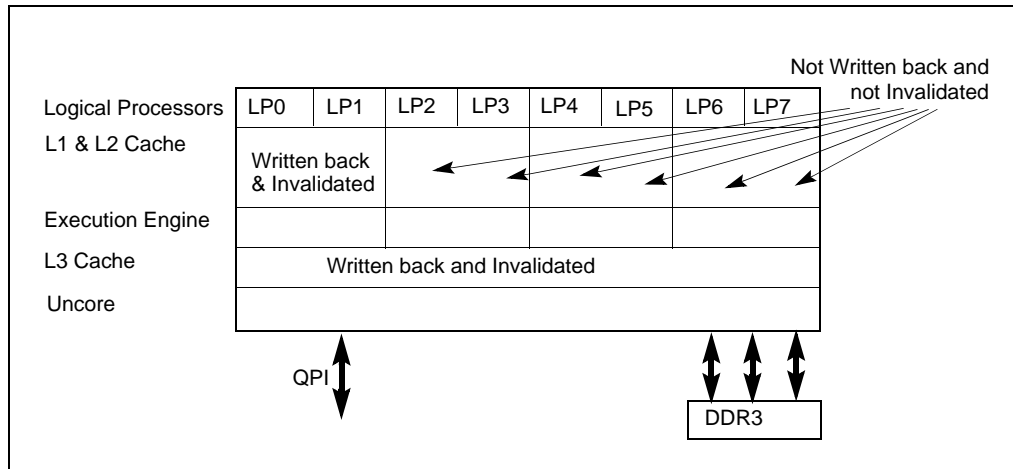 Not Written back and
not Invalidated
Logical Processors
LP0 LP1 LP2 LP3 LP4 LP5 LP6 LP7
L1 & L2 Cache
Written back
& Invalidated
Execution Engine
L3 Cache
Written back and Invalidated
Uncore
QPI
DDR3